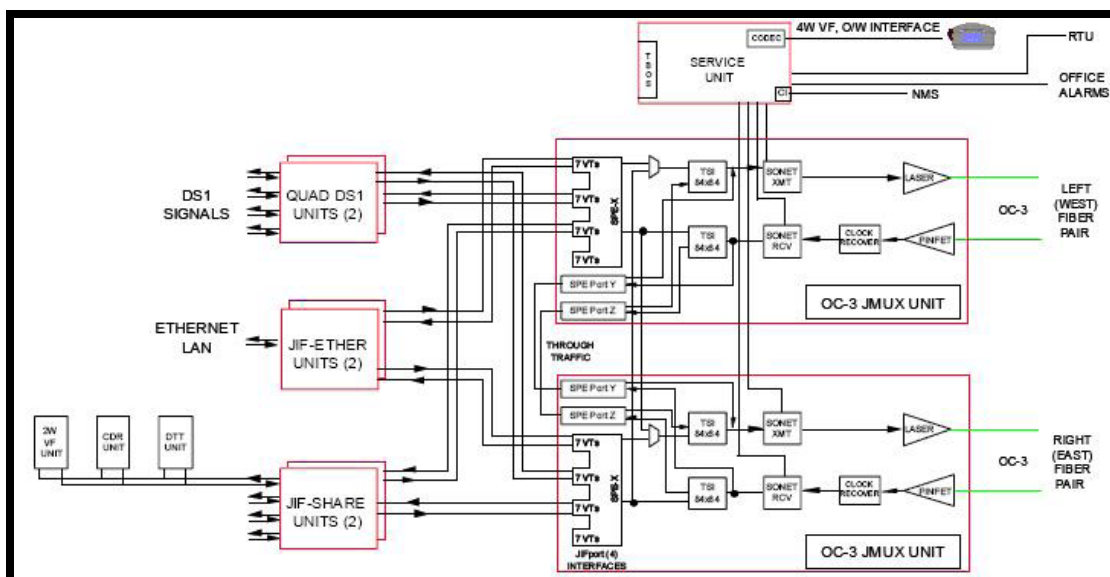 4W VF, O/W INTERFACE
CODEC
RTU
T B O S
SERVICE
UNIT
OFFICE
ALARMS
CI
NMS
DS1
SIGNALS
QUAD DS1
UNITS (2)
7 VTs
7 VTs
7 VTs
7 VTs
SPE-X
TSI
84x84
SONET
XMT
LASER
TSI
84x84
SONET
RCV
CLOCK
RECOVER
PINFET
OC-3
LEFT
(WEST)
FIBER
PAIR
SPE Port Y
SPE Port Z
OC-3 JMUX UNIT
ETHERNET
LAN
JIF-ETHER
UNITS (2)
THROUGH
TRAFFIC
SPE Port Y
SPE Port Z
2W
VF
UNIT
CDR
UNIT
DTT
UNIT
JIF-SHARE
UNITS (2)
7 VTs
7 VTs
7 VTs
7 VTs
SPE-X
TSI
84x84
SONET
XMT
LASER
TSI
84x84
SONET
RCV
CLOCK
RECOVER
PINFET
OC-3
RIGHT
(EAST)
FIBER
PAIR
JIFport (4)
INTERFACES
OC-3 JMUX UNIT